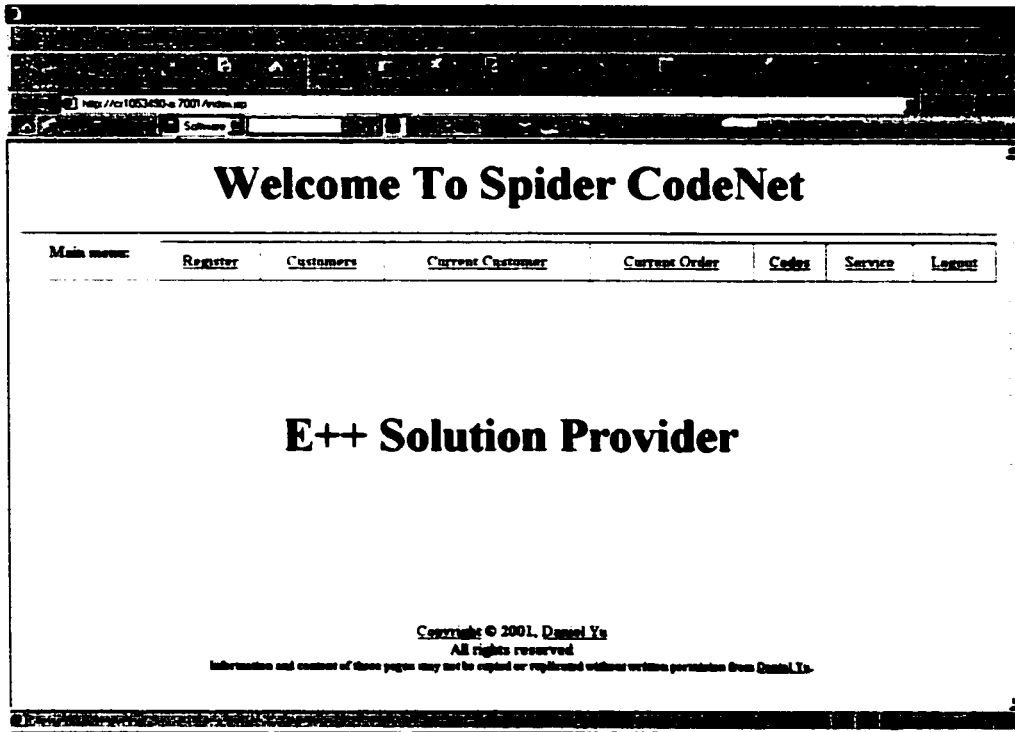 Software
Welcome To Spider CodeNet
Main menu:
Register Customers Current Customer Current Order Codes Service Logout
E++ Solution Provider
Copyright © 2001, Daniel Yu
All rights reserved
Information and content of these pages may not be copied or replicated without written permission from Daniel Yu.